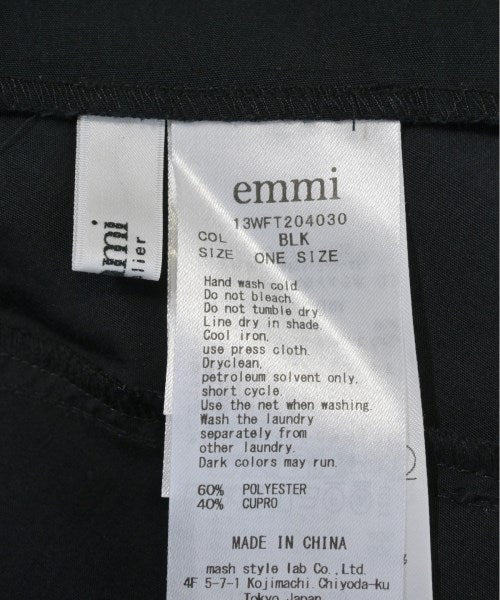 emmi
13WFT204030
COL BLK
SIZE ONE SIZE
Hand wash cold.
Do not bleach.
Do not tumble dry.
Line dry in shade.
Cool iron,
use press cloth.
Dryclean,
petroleum solvent only,
short cycle.
Use the net when washing.
Wash the laundry
separately from
other laundry.
Dark colors may run.
60% POLYESTER
40% CUPRO
MADE IN CHINA
mash style lab Co.,Ltd.
4F 5-7-1 Kojimachi, Chiyoda-ku
Tokyo, Japan
mmi
lier
%